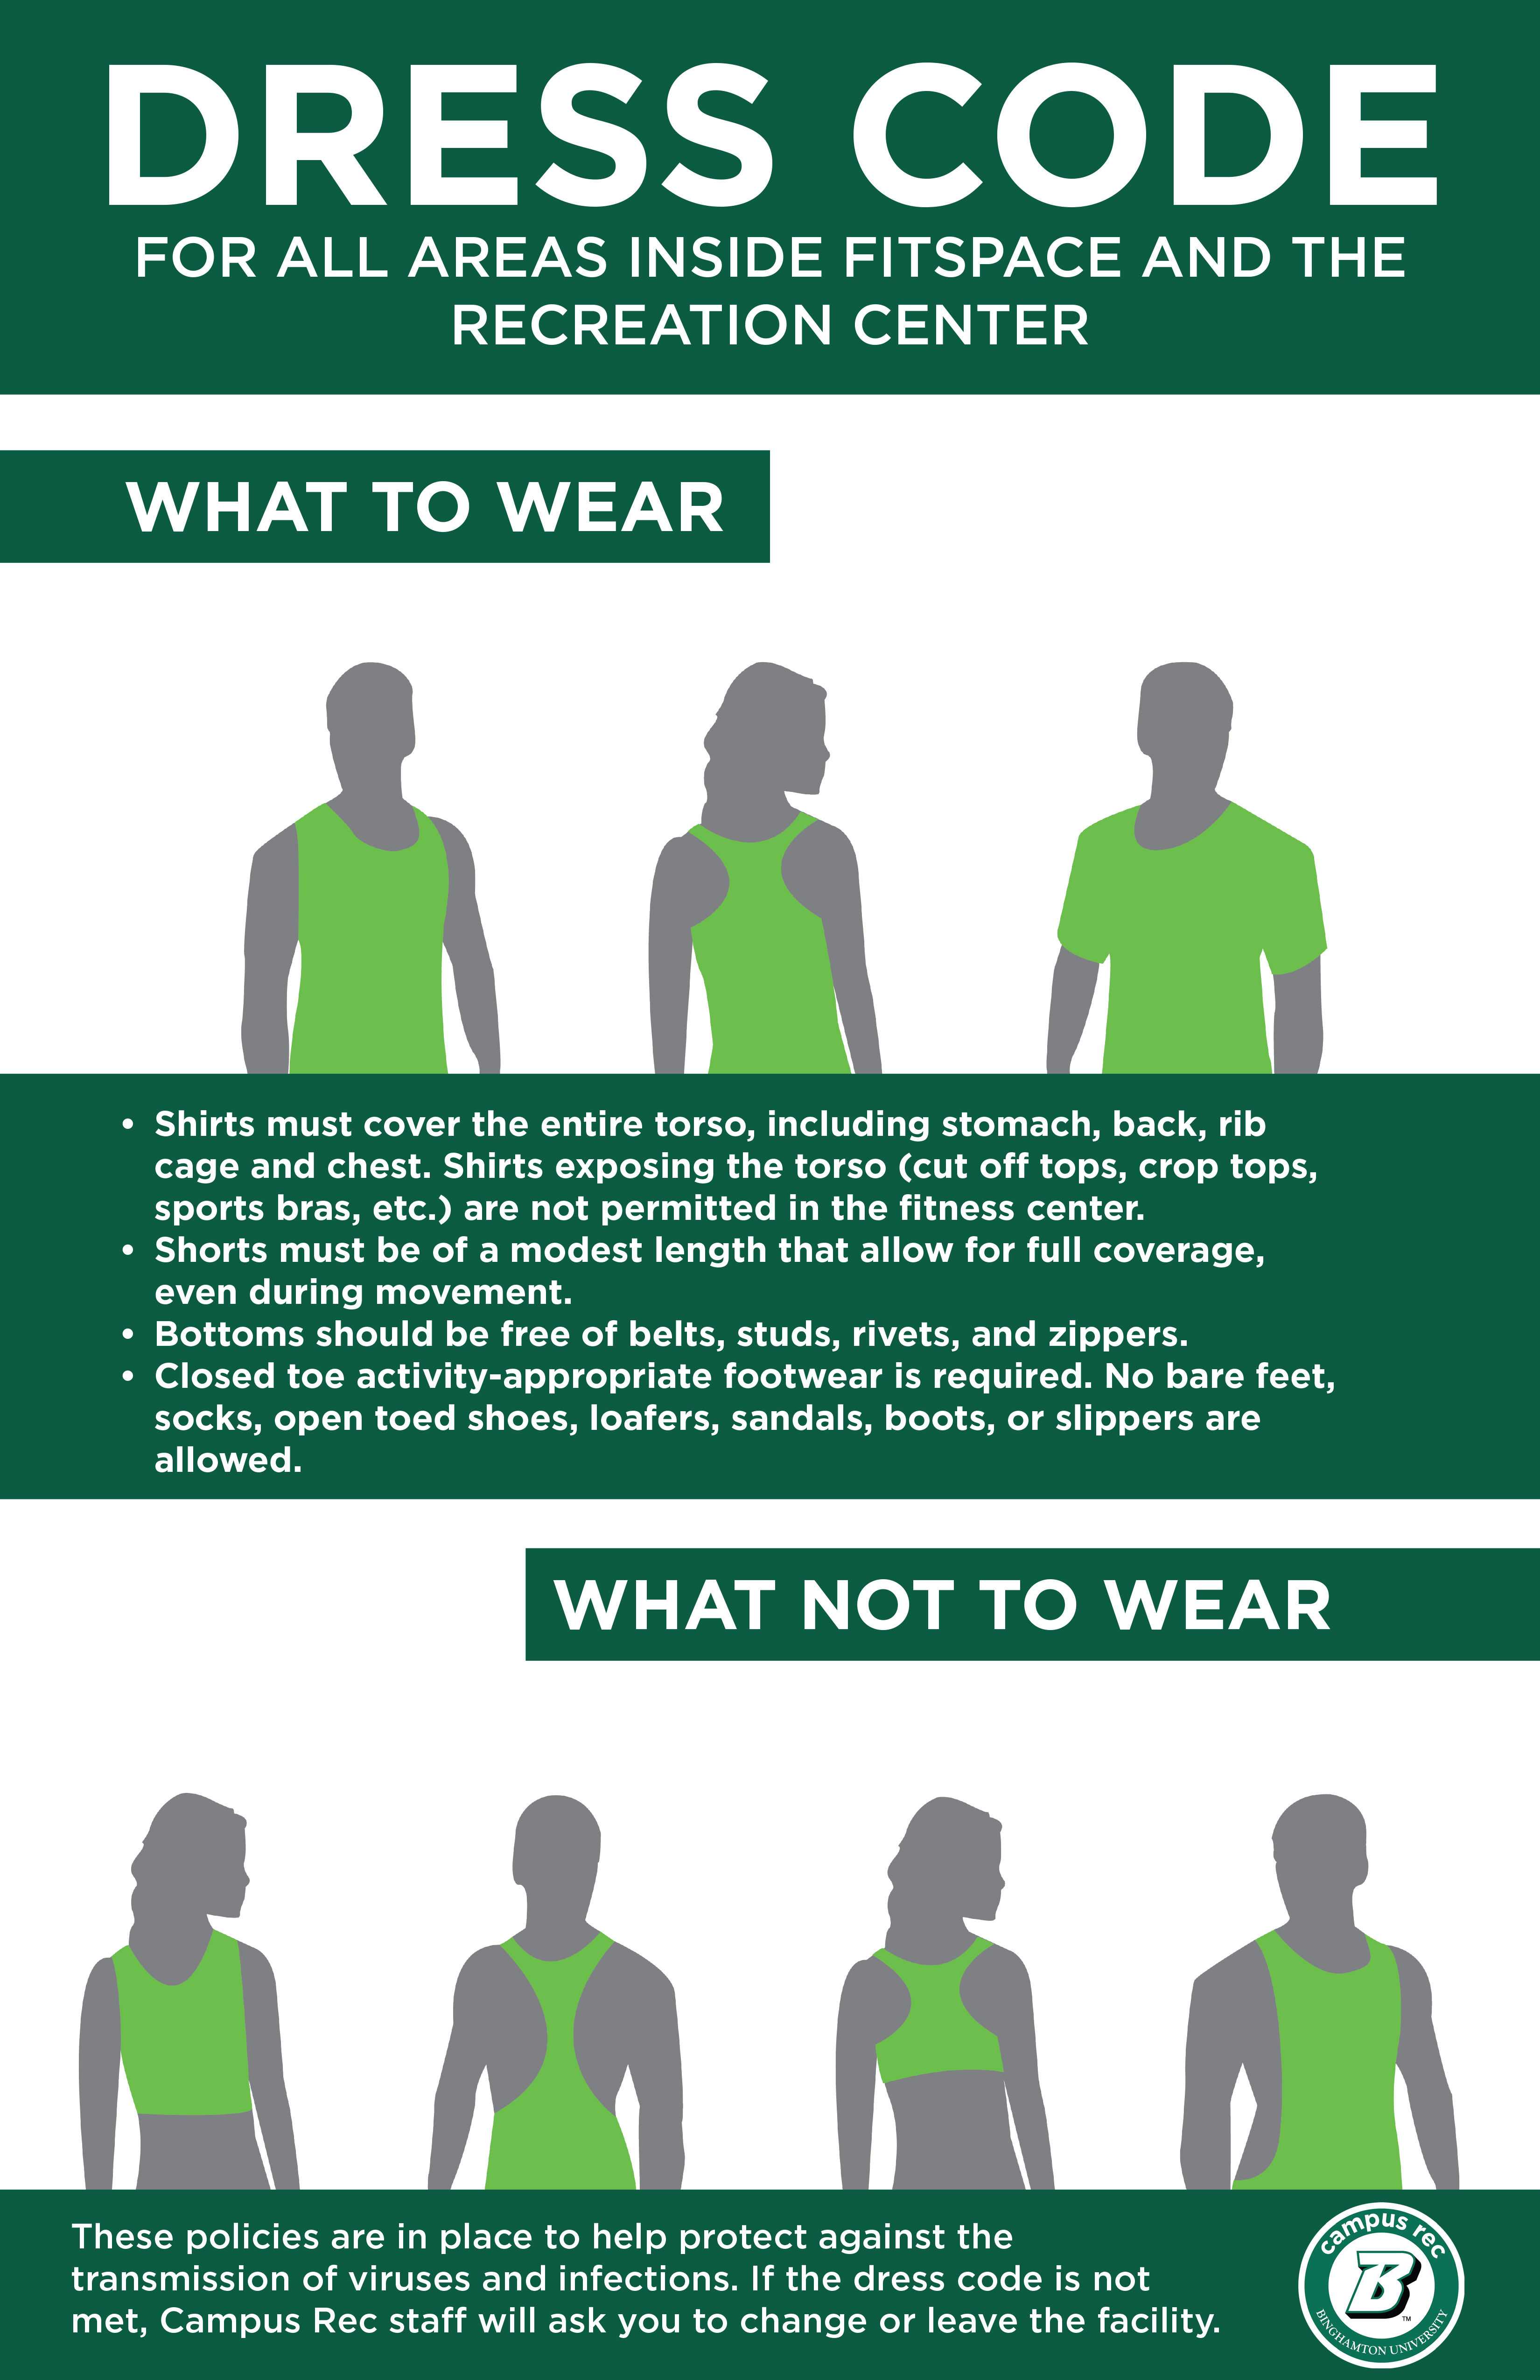 DRESS CODE
FOR ALL AREAS INSIDE FITSPACE AND THE
RECREATION CENTER
WHAT TO WEAR
• Shirts must cover the entire torso, including stomach, back, rib
cage and chest. Shirts exposing the torso (cut off tops, crop tops,
sports bras, etc.) are not permitted in the fitness center.
• Shorts must be of a modest length that allow for full coverage,
even during movement.
• Bottoms should be free of belts, studs, rivets, and zippers.
• Closed toe activity-appropriate footwear is required. No bare feet,
socks, open toed shoes, loafers, sandals, boots, or slippers are
allowed.
WHAT NOT TO WEAR
These policies are in place to help protect against the
transmission of viruses and infections. If the dress code is not
met, Campus Rec staff will ask you to change or leave the facility.
campus rec
B
TM
BINGHAMTON UNIVERSITY